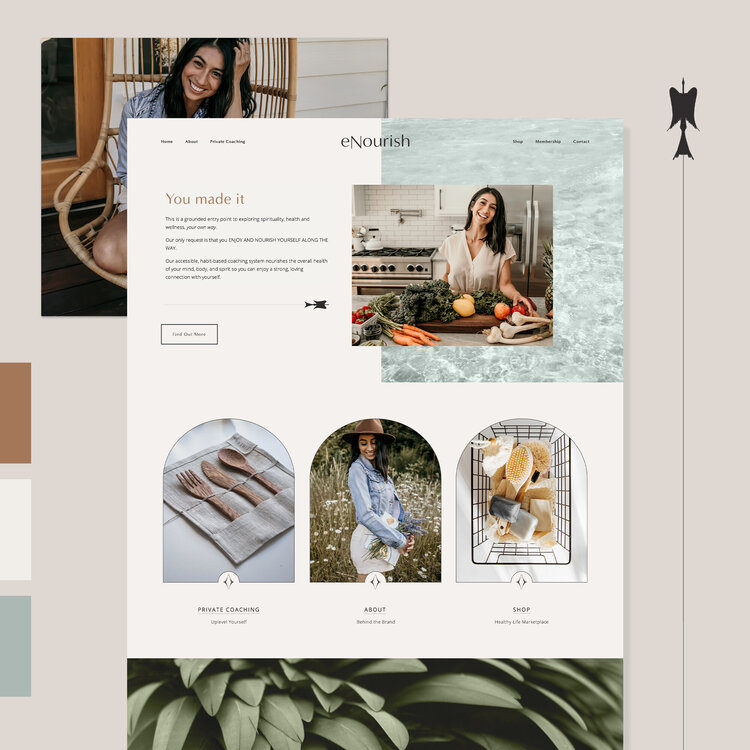 Home About Private Coaching eNourish Shop Membership Contact
You made it
This is a grounded entry point to exploring spirituality, health and
wellness, your own way.
Our only request is that you ENJOY AND NOURISH YOURSELF ALONG THE
WAY.
Our accessible, habit-based coaching system nourishes the overall health
of your mind, body, and spirit so you can enjoy a strong, loving
connection with yourself.
Find Out More
PRIVATE COACHING ABOUT SHOP
Uplevel Yourself Behind the Brand Healthy Life Marketplace